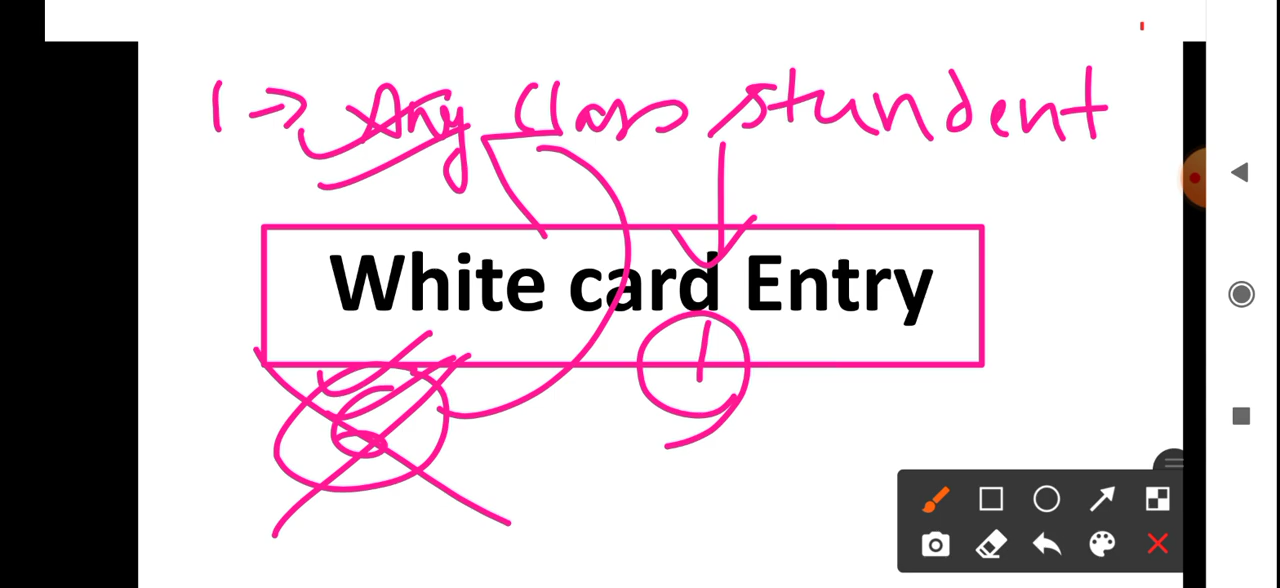 1 → Any Class stundent
White card Entry
1